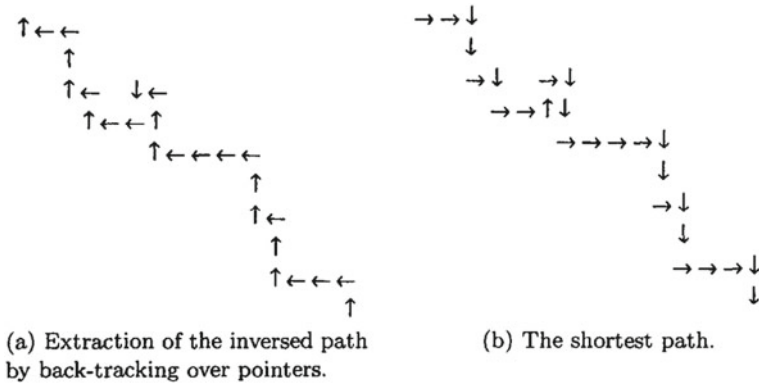 (a) Extraction of the inversed path
by back-tracking over pointers.
(b) The shortest path.